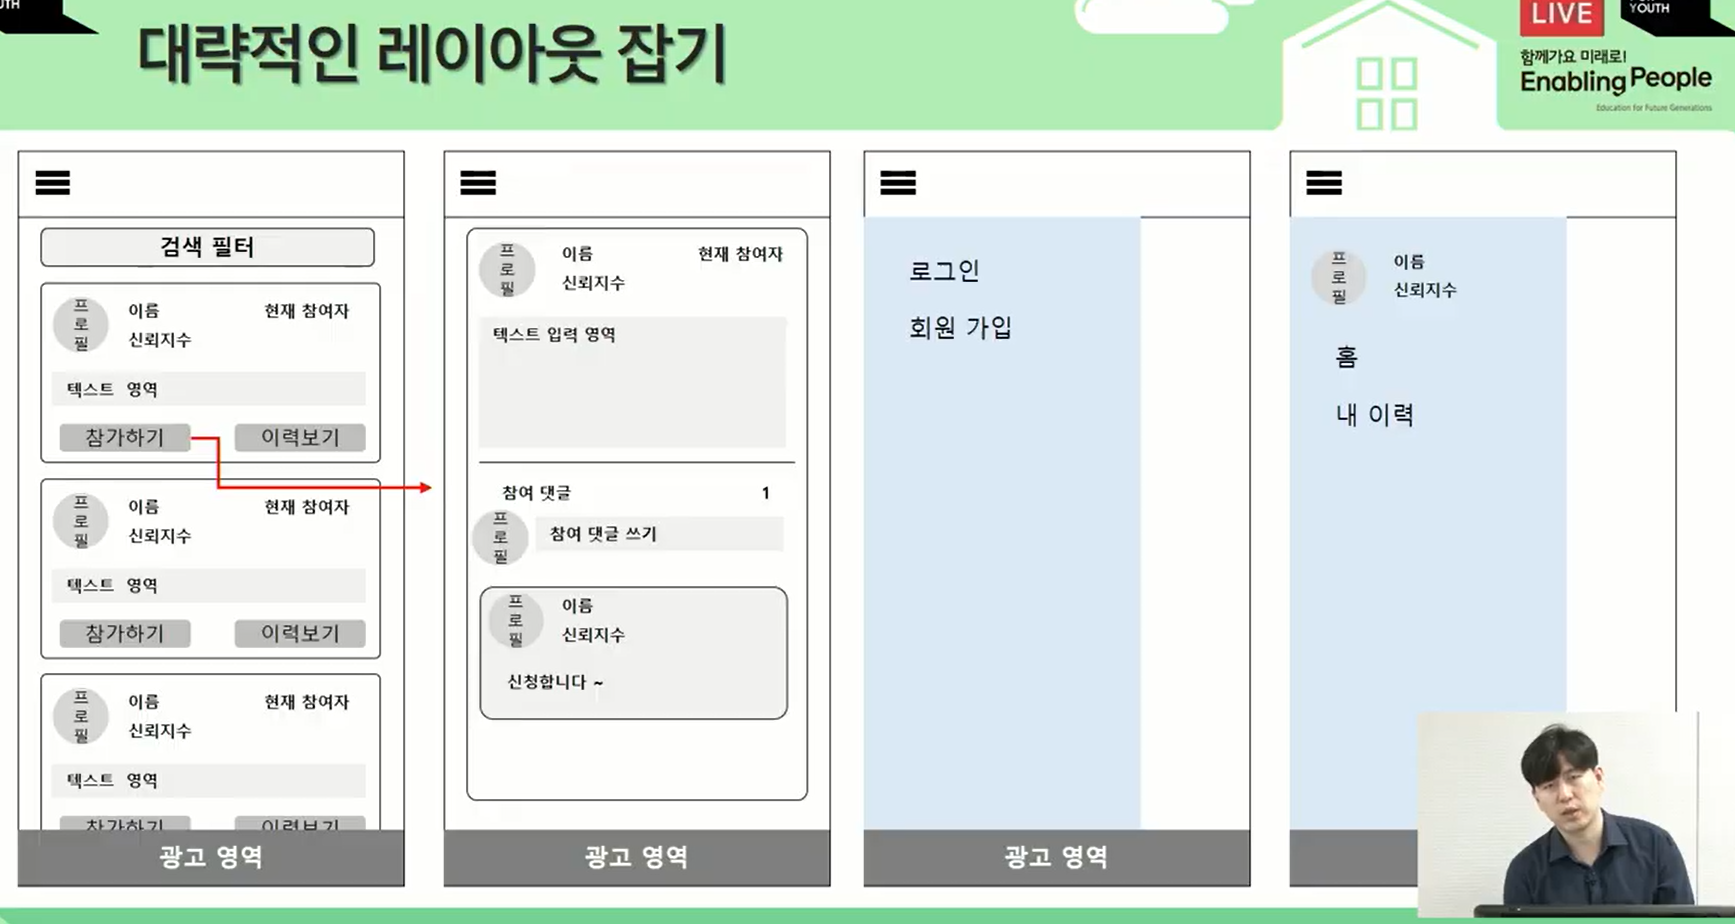 UTH
대략적인 레이아웃 잡기
LIVE
YOUTH
함께가요 미래로!
Enabling People
Education for Future Generations
검색 필터
프로필
이름
현재 참여자
신뢰지수
텍스트 영역
참가하기
이력보기
프로필
이름
현재 참여자
신뢰지수
텍스트 영역
참가하기
이력보기
프로필
이름
현재 참여자
신뢰지수
텍스트 영역
참가하기
이력보기
광고 영역
프로필
이름
현재 참여자
신뢰지수
텍스트 입력 영역
참여 댓글
1
프로필
참여 댓글 쓰기
프로필
이름
신뢰지수
신청합니다 ~
광고 영역
로그인
회원 가입
광고 영역
프로필
이름
신뢰지수
홈
내 이력